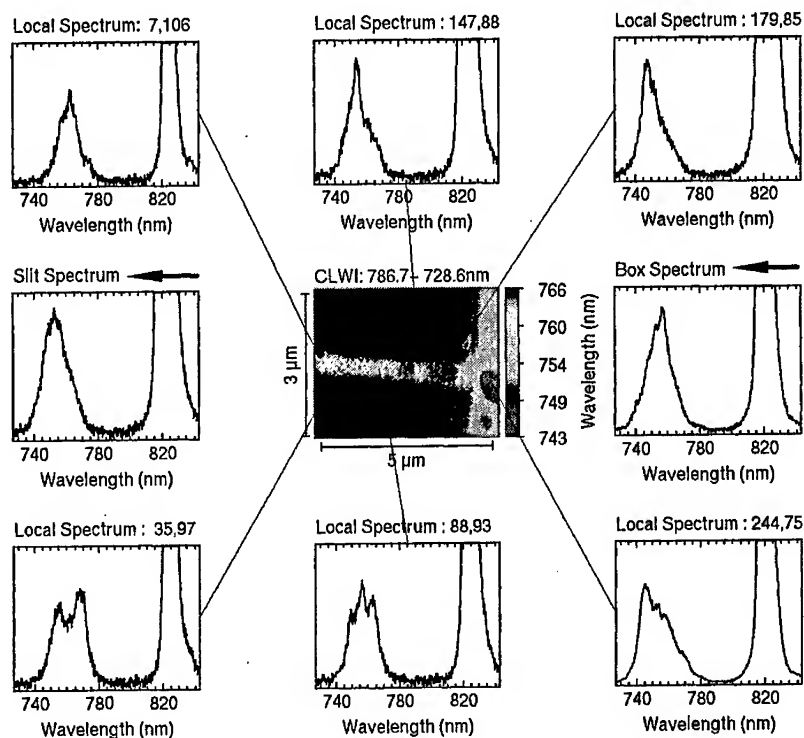 Local Spectrum: 7,106
Local Spectrum : 147,88
Local Spectrum : 179,85
740 780 820
740 780 820
740 780 820
Wavelength (nm)
Wavelength (nm)
Wavelength (nm)
Slit Spectrum
CLWI: 786.7 – 728.6nm
Box Spectrum
3 µm
5 µm
766
760
754
749
743
Wavelength (nm)
740 780 820
740 780 820
Wavelength (nm)
Wavelength (nm)
Local Spectrum : 35,97
Local Spectrum : 88,93
Local Spectrum : 244,75
740 780 820
740 780 820
740 780 820
Wavelength (nm)
Wavelength (nm)
Wavelength (nm)